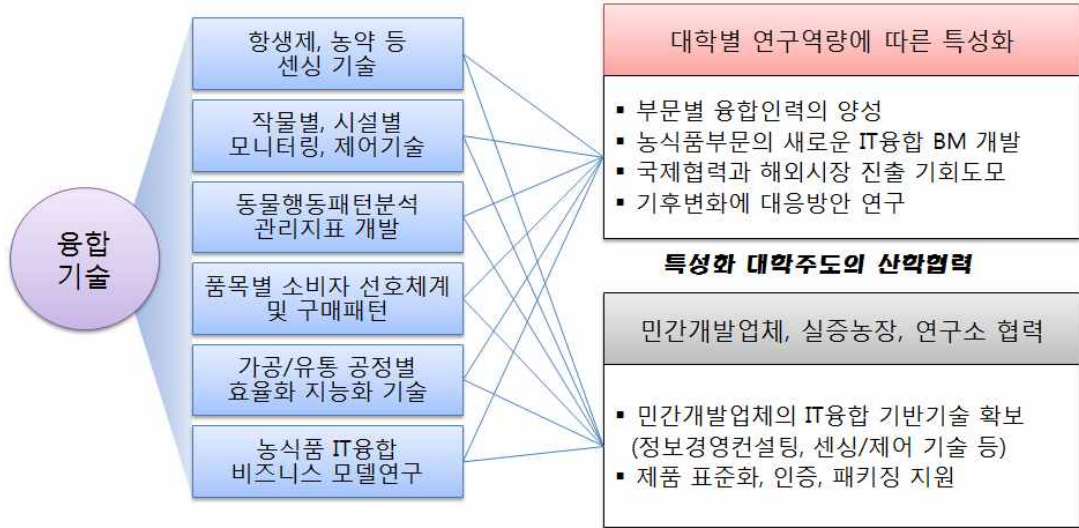 융합
기술
항생제, 농약 등
센싱 기술
작물별, 시설별
모니터링, 제어기술
동물행동패턴분석
관리지표 개발
품목별 소비자 선호체계
및 구매패턴
가공/유통 공정별
효율화 지능화 기술
농식품 IT융합
비즈니스 모델연구
대학별 연구역량에 따른 특성화
▪ 부문별 융합인력의 양성
▪ 농식품부문의 새로운 IT융합 BM 개발
▪ 국제협력과 해외시장 진출 기회도모
▪ 기후변화에 대응방안 연구
특성화 대학주도의 산학협력
민간개발업체, 실증농장, 연구소 협력
▪ 민간개발업체의 IT융합 기반기술 확보
(정보경영컨설팅, 센싱/제어 기술 등)
▪ 제품 표준화, 인증, 패키징 지원